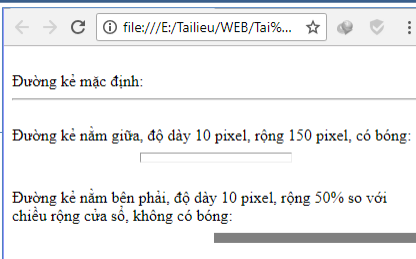 file:///E:/Tailieu/WEB/Tai%...
Đường kẻ mặc định:
Đường kẻ nằm giữa, độ dày 10 pixel, rộng 150 pixel, có bóng:
Đường kẻ nằm bên phải, độ dày 10 pixel, rộng 50% so với
chiều rộng cửa sổ, không có bóng: